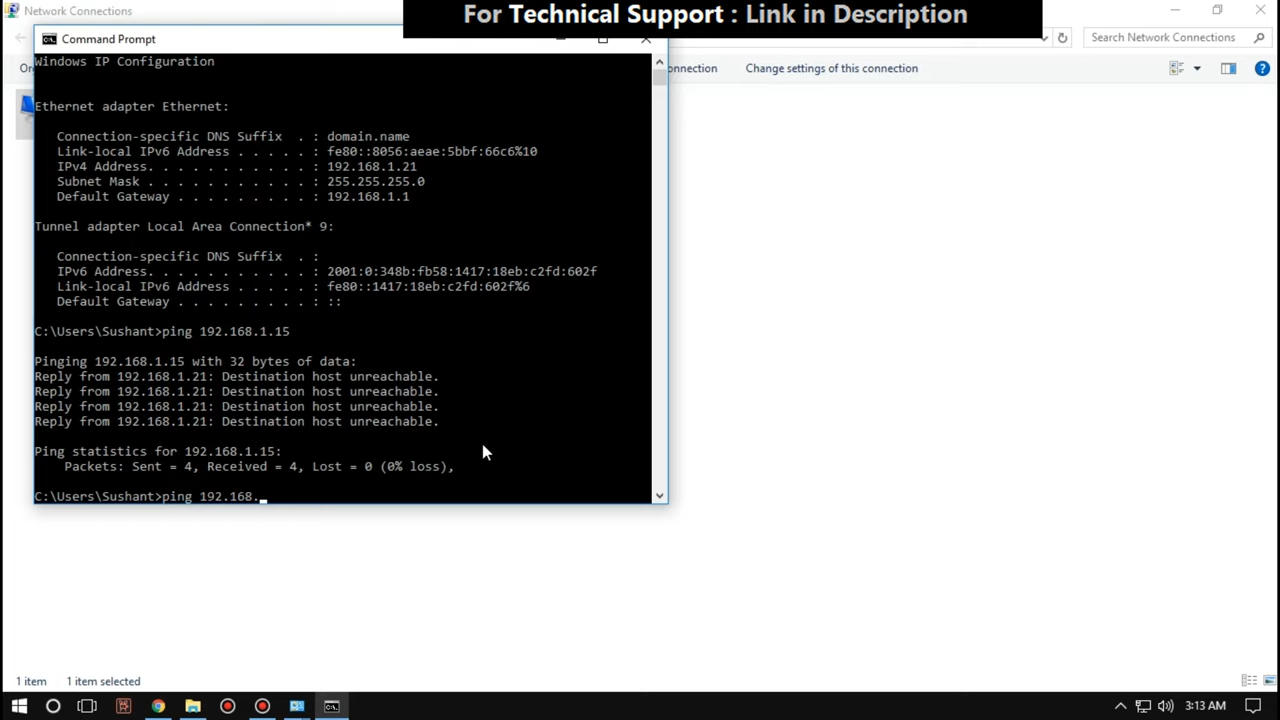 Network Connections
For Technical Support : Link in Description
Command Prompt
Search Network Connections
Or
onnection
Change settings of this connection
Windows IP Configuration
Ethernet adapter Ethernet:
Connection-specific DNS Suffix . : domain.name
Link-local IPv6 Address . . . . . : fe80::8056:aeae:5bbf:66c6%10
IPv4 Address. . . . . . . . . . . : 192.168.1.21
Subnet Mask . . . . . . . . . . . : 255.255.255.0
Default Gateway . . . . . . . . . : 192.168.1.1
Tunnel adapter Local Area Connection* 9:
Connection-specific DNS Suffix . :
IPv6 Address. . . . . . . . . . . : 2001:0:348b:fb58:1417:18eb:c2fd:602f
Link-local IPv6 Address . . . . . : fe80::1417:18eb:c2fd:602f%6
Default Gateway . . . . . . . . . : ::
C:\Users\Sushant>ping 192.168.1.15
Pinging 192.168.1.15 with 32 bytes of data:
Reply from 192.168.1.21: Destination host unreachable.
Reply from 192.168.1.21: Destination host unreachable.
Reply from 192.168.1.21: Destination host unreachable.
Reply from 192.168.1.21: Destination host unreachable.
Ping statistics for 192.168.1.15:
Packets: Sent = 4, Received = 4, Lost = 0 (0% loss),
C:\Users\Sushant>ping 192.168._
1 item
1 item selected
3:13 AM